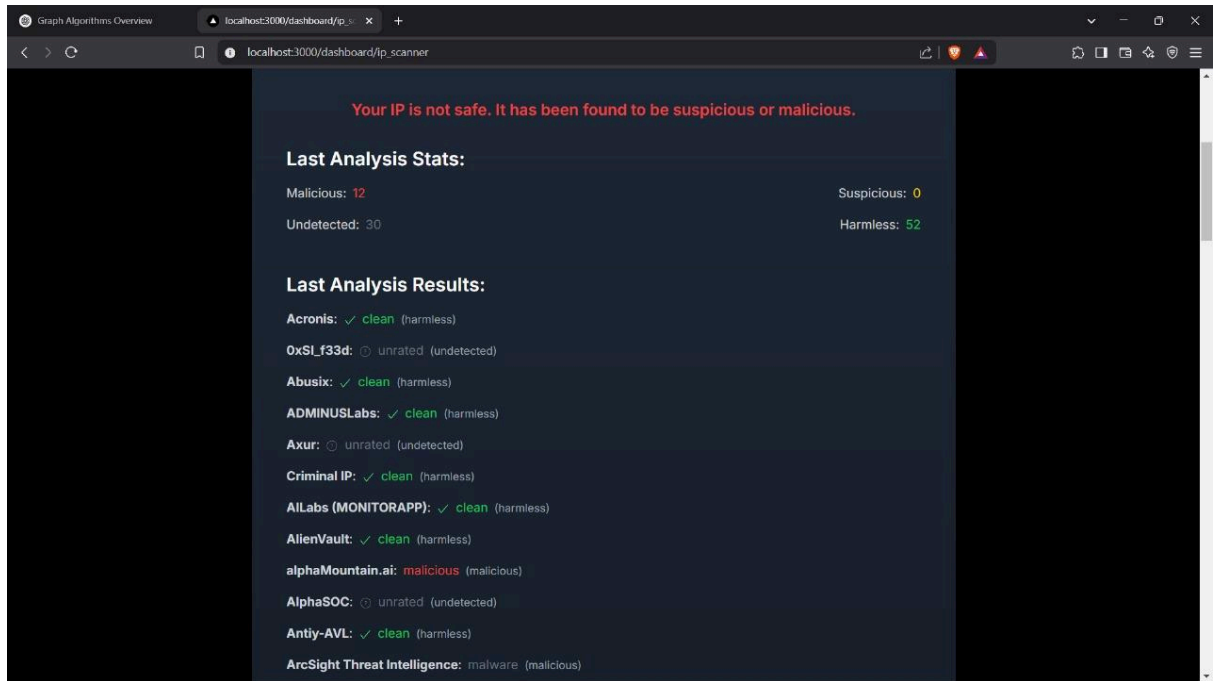 Graph Algorithms Overview
localhost:3000/dashboard/ip_sc
localhost:3000/dashboard/ip_scanner
Your IP is not safe. It has been found to be suspicious or malicious.
Last Analysis Stats:
Malicious: 12 Suspicious: 0
Undetected: 30 Harmless: 52
Last Analysis Results:
Acronis: ✓ clean (harmless)
0xSI_f33d: unrated (undetected)
Abusix: ✓ clean (harmless)
ADMINUSLabs: ✓ clean (harmless)
Axur: unrated (undetected)
Criminal IP: ✓ clean (harmless)
AILabs (MONITORAPP): ✓ clean (harmless)
AlienVault: ✓ clean (harmless)
alphaMountain.ai: malicious (malicious)
AlphaSOC: unrated (undetected)
Antiy-AVL: ✓ clean (harmless)
ArcSight Threat Intelligence: malware (malicious)